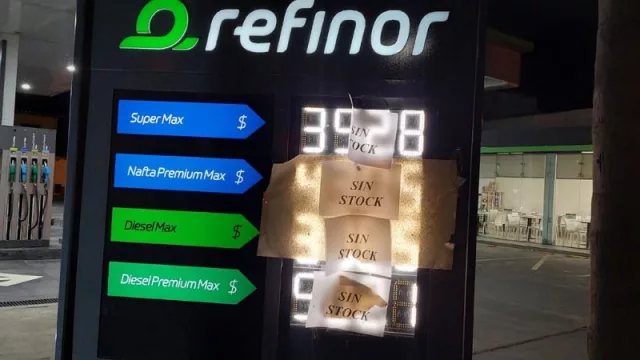 refinor
Super Max $
SIN
STOCK
Nafta Premium Max $
SIN
STOCK
Diesel Max $
SIN
STOCK
Diesel Premium Max $
SIN
STOCK